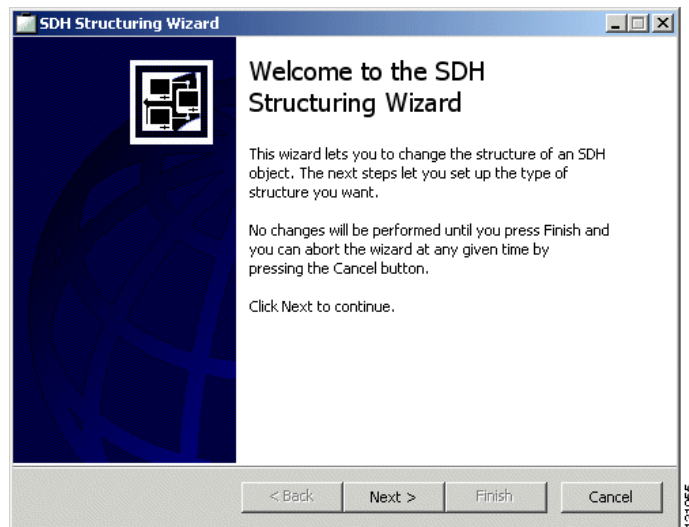 SDH Structuring Wizard
Welcome to the SDH
Structuring Wizard
This wizard lets you to change the structure of an SDH
object. The next steps let you set up the type of
structure you want.
No changes will be performed until you press Finish and
you can abort the wizard at any given time by
pressing the Cancel button.
Click Next to continue.
< Back
Next >
Finish
Cancel